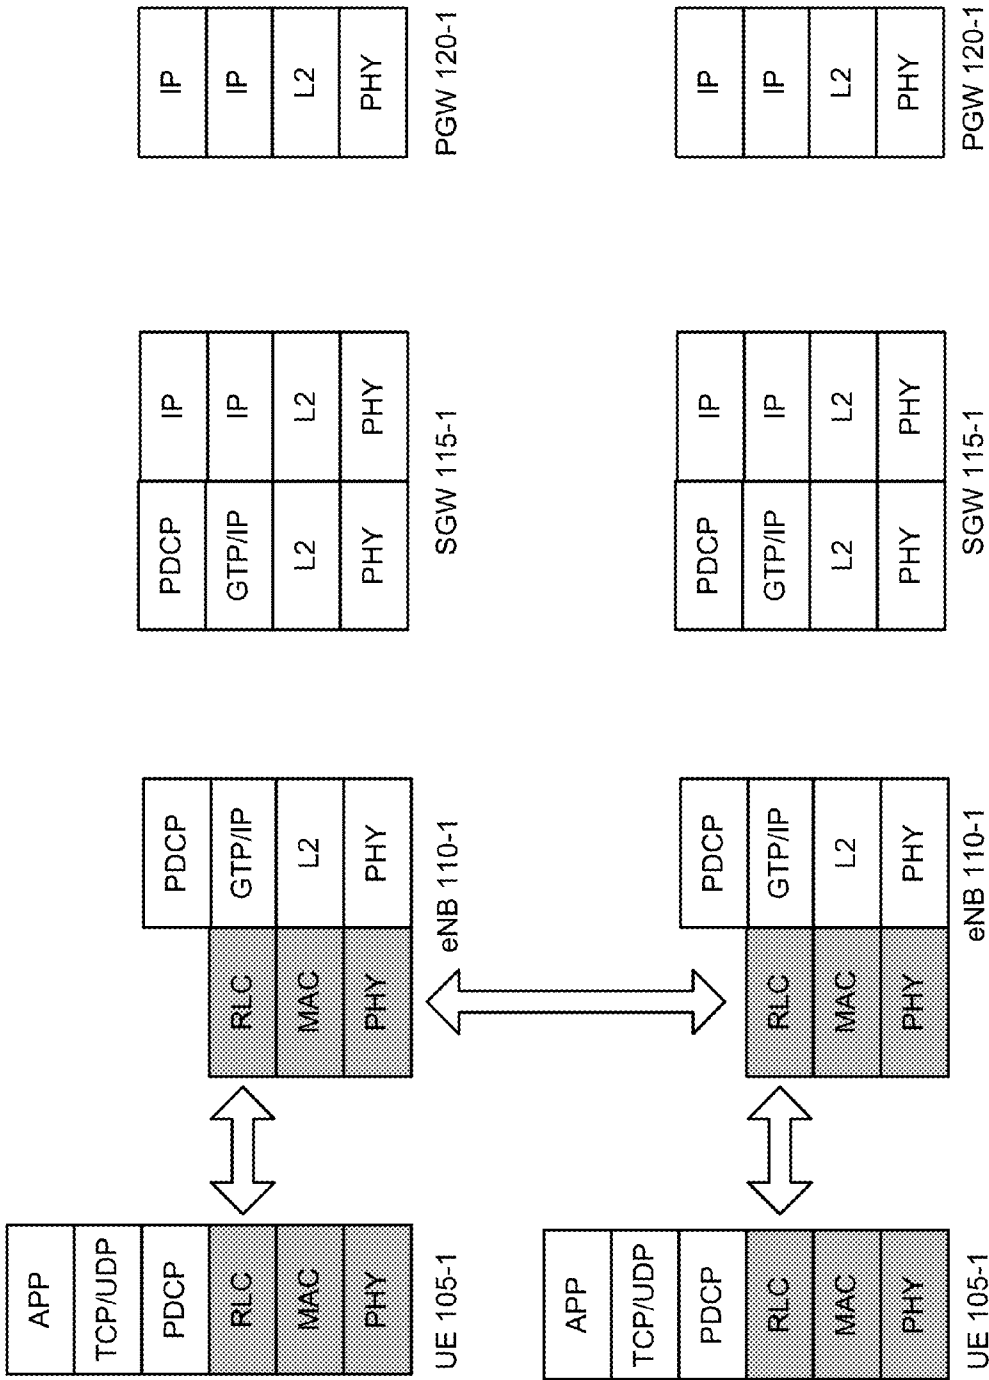 APP
TCP/UDP
PDCP
RLC
MAC
PHY
UE 105-1
RLC
MAC
PHY
PDCP
GTP/IP
L2
PHY
eNB 110-1
PDCP
GTP/IP
L2
PHY
IP
IP
L2
PHY
SGW 115-1
IP
IP
L2
PHY
PGW 120-1
APP
TCP/UDP
PDCP
RLC
MAC
PHY
UE 105-1
RLC
MAC
PHY
PDCP
GTP/IP
L2
PHY
eNB 110-1
PDCP
GTP/IP
L2
PHY
IP
IP
L2
PHY
SGW 115-1
IP
IP
L2
PHY
PGW 120-1